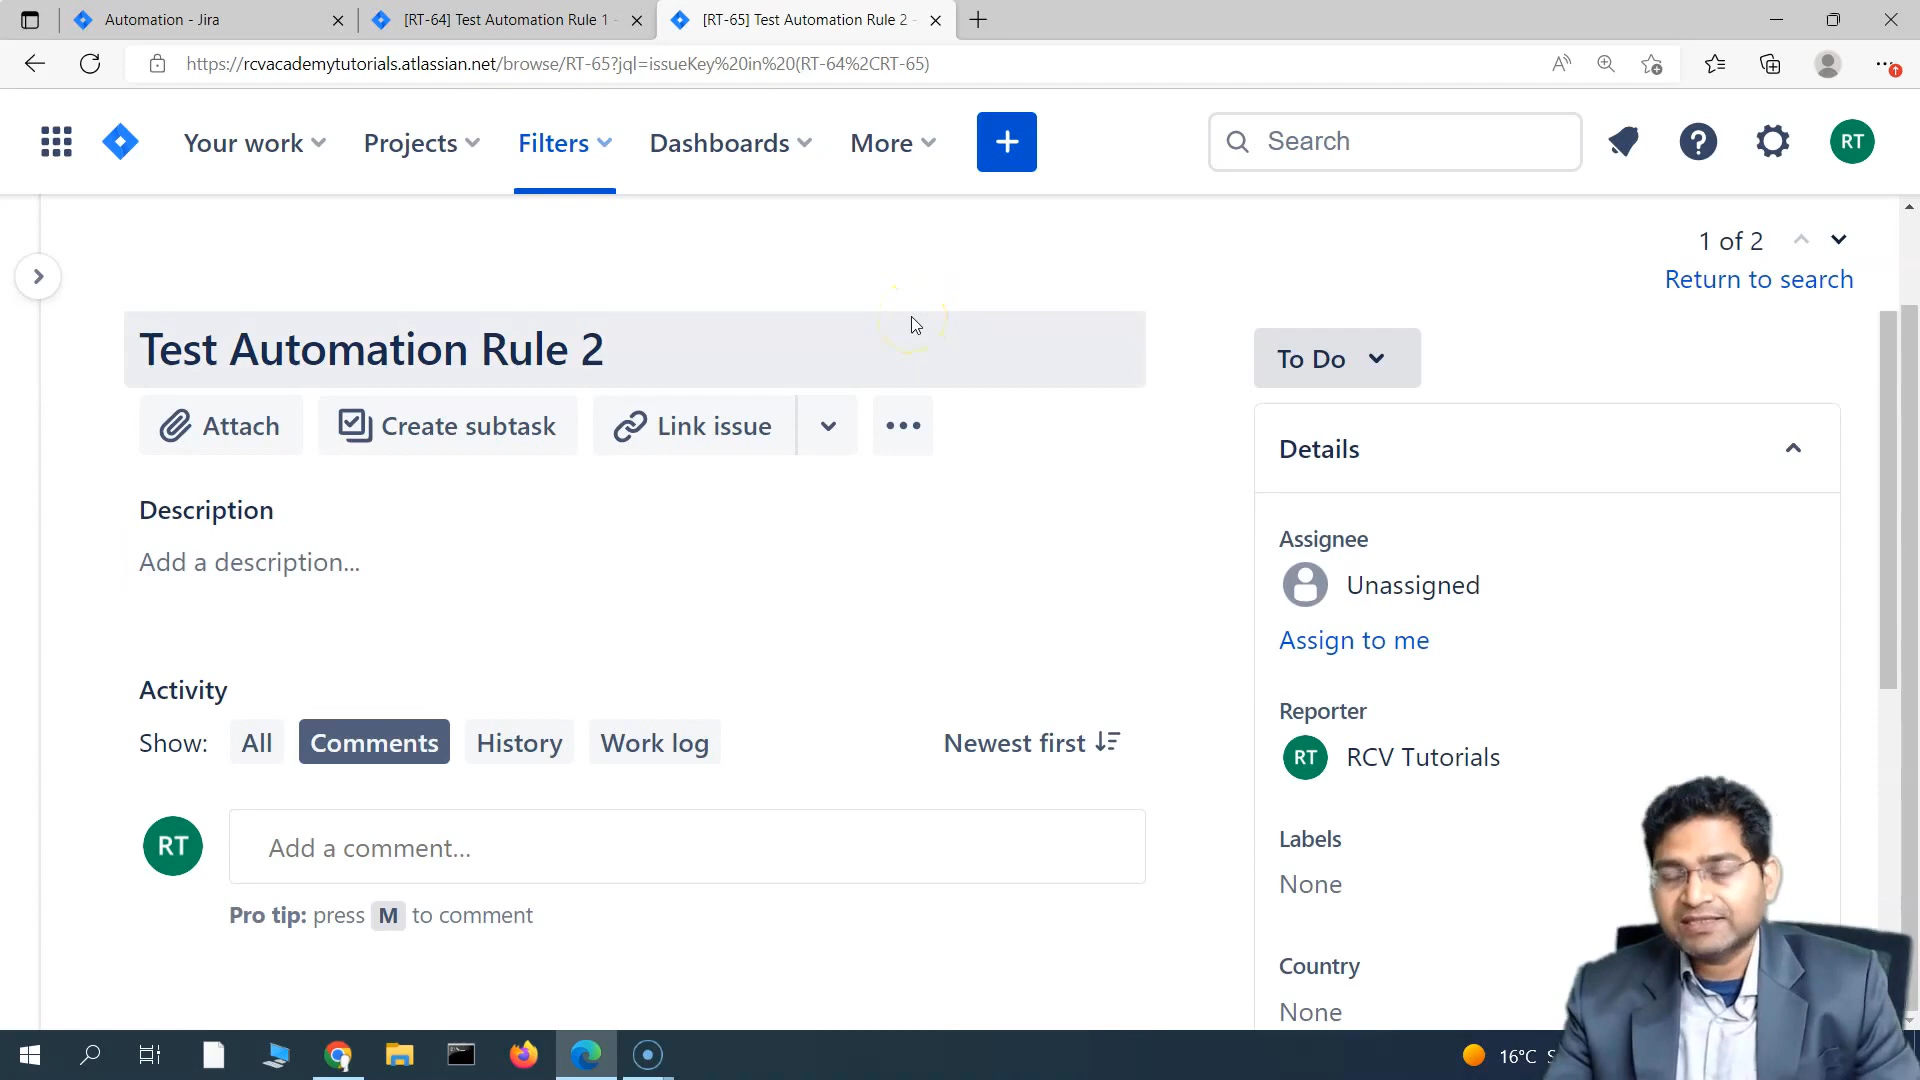 Automation - Jira
[RT-64] Test Automation Rule 1 -
[RT-65] Test Automation Rule 2 -
https://rcvacademytutorials.atlassian.net/browse/RT-65?jql=issueKey%20in%20(RT-64%2CRT-65)
Your work
Projects
Filters
Dashboards
More
Search
RT
1 of 2
Return to search
Test Automation Rule 2
To Do
Attach
Create subtask
Link issue
Details
Description
Add a description...
Assignee
Unassigned
Assign to me
Activity
Show: All Comments History Work log
Newest first
Reporter
RT RCV Tutorials
RT
Add a comment...
Pro tip: press M to comment
Labels
None
Country
None
16°C S